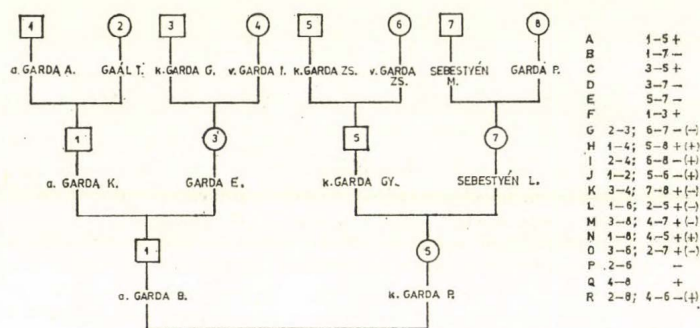 1 2 3 4 5 6 7 8
a. GARDA A. GAÁL T. k. GARDA G. v. GARDA I. k. GARDA ZS. v. GARDA ZS. SEBESTYÉN M. GARDA P.
1 3 5 7
a. GARDA K. GARDA E. k. GARDA GY. SEBESTYÉN L.
1 5
a. GARDA B. k. GARDA P.
A 1-5 +
B 1-7 -
C 3-5 +
D 3-7 -
E 5-7 -
F 1-3 +
G 2-3; 6-7 -(-)
H 1-4; 5-8 +(+)
I 2-4; 6-8 -(+)
J 1-2; 5-6 -(+)
K 3-4; 7-8 +(-)
L 1-6; 2-5 +(-)
M 3-8; 4-7 +(-)
N 1-8; 4-5 +(+)
O 3-6; 2-7 +(-)
P 2-6 -
Q 4-8 +
R 2-8; 4-6 -(+)